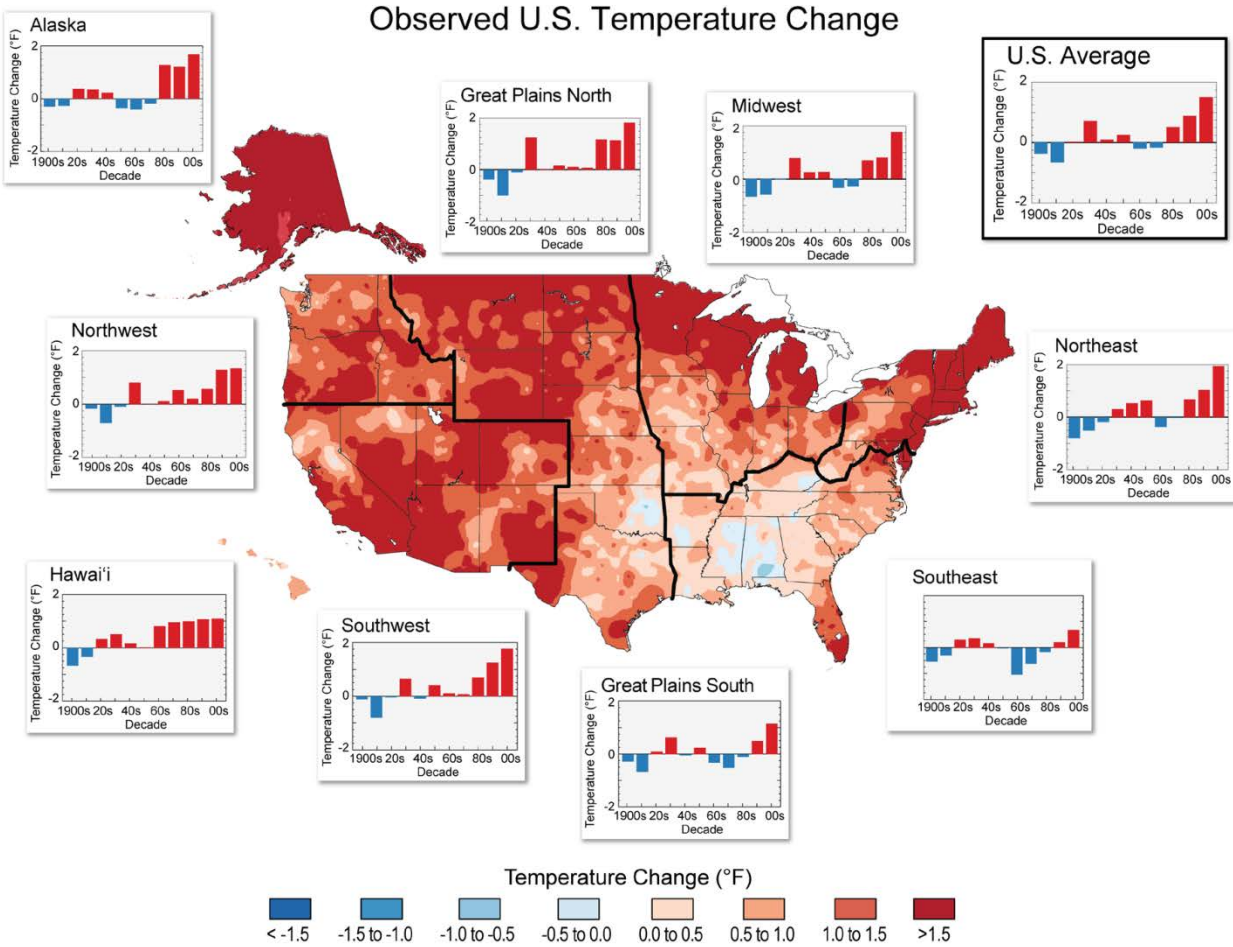 Observed U.S. Temperature Change
Alaska
Temperature Change (°F)
2
0
-2
1900s 20s 40s 60s 80s 00s
Decade
Great Plains North
Temperature Change (°F)
2
0
-2
1900s 20s 40s 60s 80s 00s
Decade
Midwest
Temperature Change (°F)
2
0
-2
1900s 20s 40s 60s 80s 00s
Decade
U.S. Average
Temperature Change (°F)
2
0
-2
1900s 20s 40s 60s 80s 00s
Decade
Northwest
Temperature Change (°F)
2
0
-2
1900s 20s 40s 60s 80s 00s
Decade
Northeast
Temperature Change (°F)
2
0
-2
1900s 20s 40s 60s 80s 00s
Decade
Hawai‘i
Temperature Change (°F)
2
0
-2
1900s 20s 40s 60s 80s 00s
Decade
Southwest
Temperature Change (°F)
2
0
-2
1900s 20s 40s 60s 80s 00s
Decade
Great Plains South
Temperature Change (°F)
2
0
-2
1900s 20s 40s 60s 80s 00s
Decade
Southeast
Temperature Change (°F)
2
0
-2
1900s 20s 40s 60s 80s 00s
Decade
Temperature Change (°F)
< -1.5 -1.5 to -1.0 -1.0 to -0.5 -0.5 to 0.0 0.0 to 0.5 0.5 to 1.0 1.0 to 1.5 >1.5